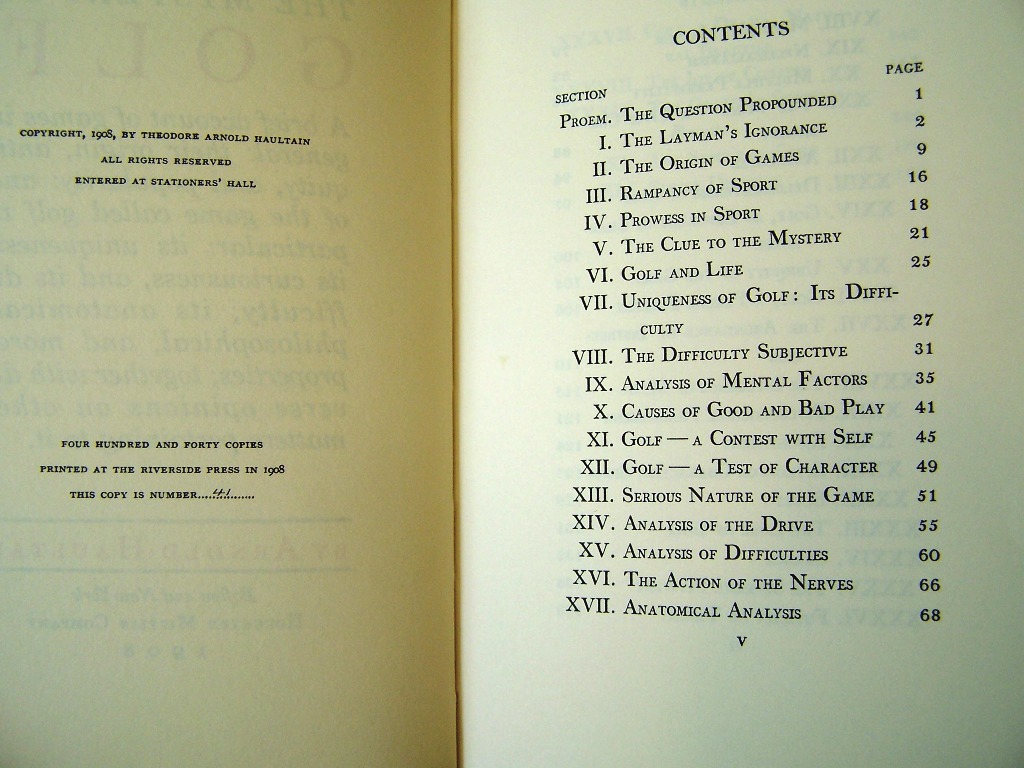 COPYRIGHT, 1908, BY THEODORE ARNOLD HAULTAIN
ALL RIGHTS RESERVED
ENTERED AT STATIONERS' HALL
FOUR HUNDRED AND FORTY COPIES
PRINTED AT THE RIVERSIDE PRESS IN 1908
THIS COPY IS NUMBER....41.......
CONTENTS
SECTION PAGE
PROEM. THE QUESTION PROPOUNDED 1
I. THE LAYMAN'S IGNORANCE 2
II. THE ORIGIN OF GAMES 9
III. RAMPANCY OF SPORT 16
IV. PROWESS IN SPORT 18
V. THE CLUE TO THE MYSTERY 21
VI. GOLF AND LIFE 25
VII. UNIQUENESS OF GOLF: ITS DIFFI-
CULTY 27
VIII. THE DIFFICULTY SUBJECTIVE 31
IX. ANALYSIS OF MENTAL FACTORS 35
X. CAUSES OF GOOD AND BAD PLAY 41
XI. GOLF — A CONTEST WITH SELF 45
XII. GOLF — A TEST OF CHARACTER 49
XIII. SERIOUS NATURE OF THE GAME 51
XIV. ANALYSIS OF THE DRIVE 55
XV. ANALYSIS OF DIFFICULTIES 60
XVI. THE ACTION OF THE NERVES 66
XVII. ANATOMICAL ANALYSIS 68
v